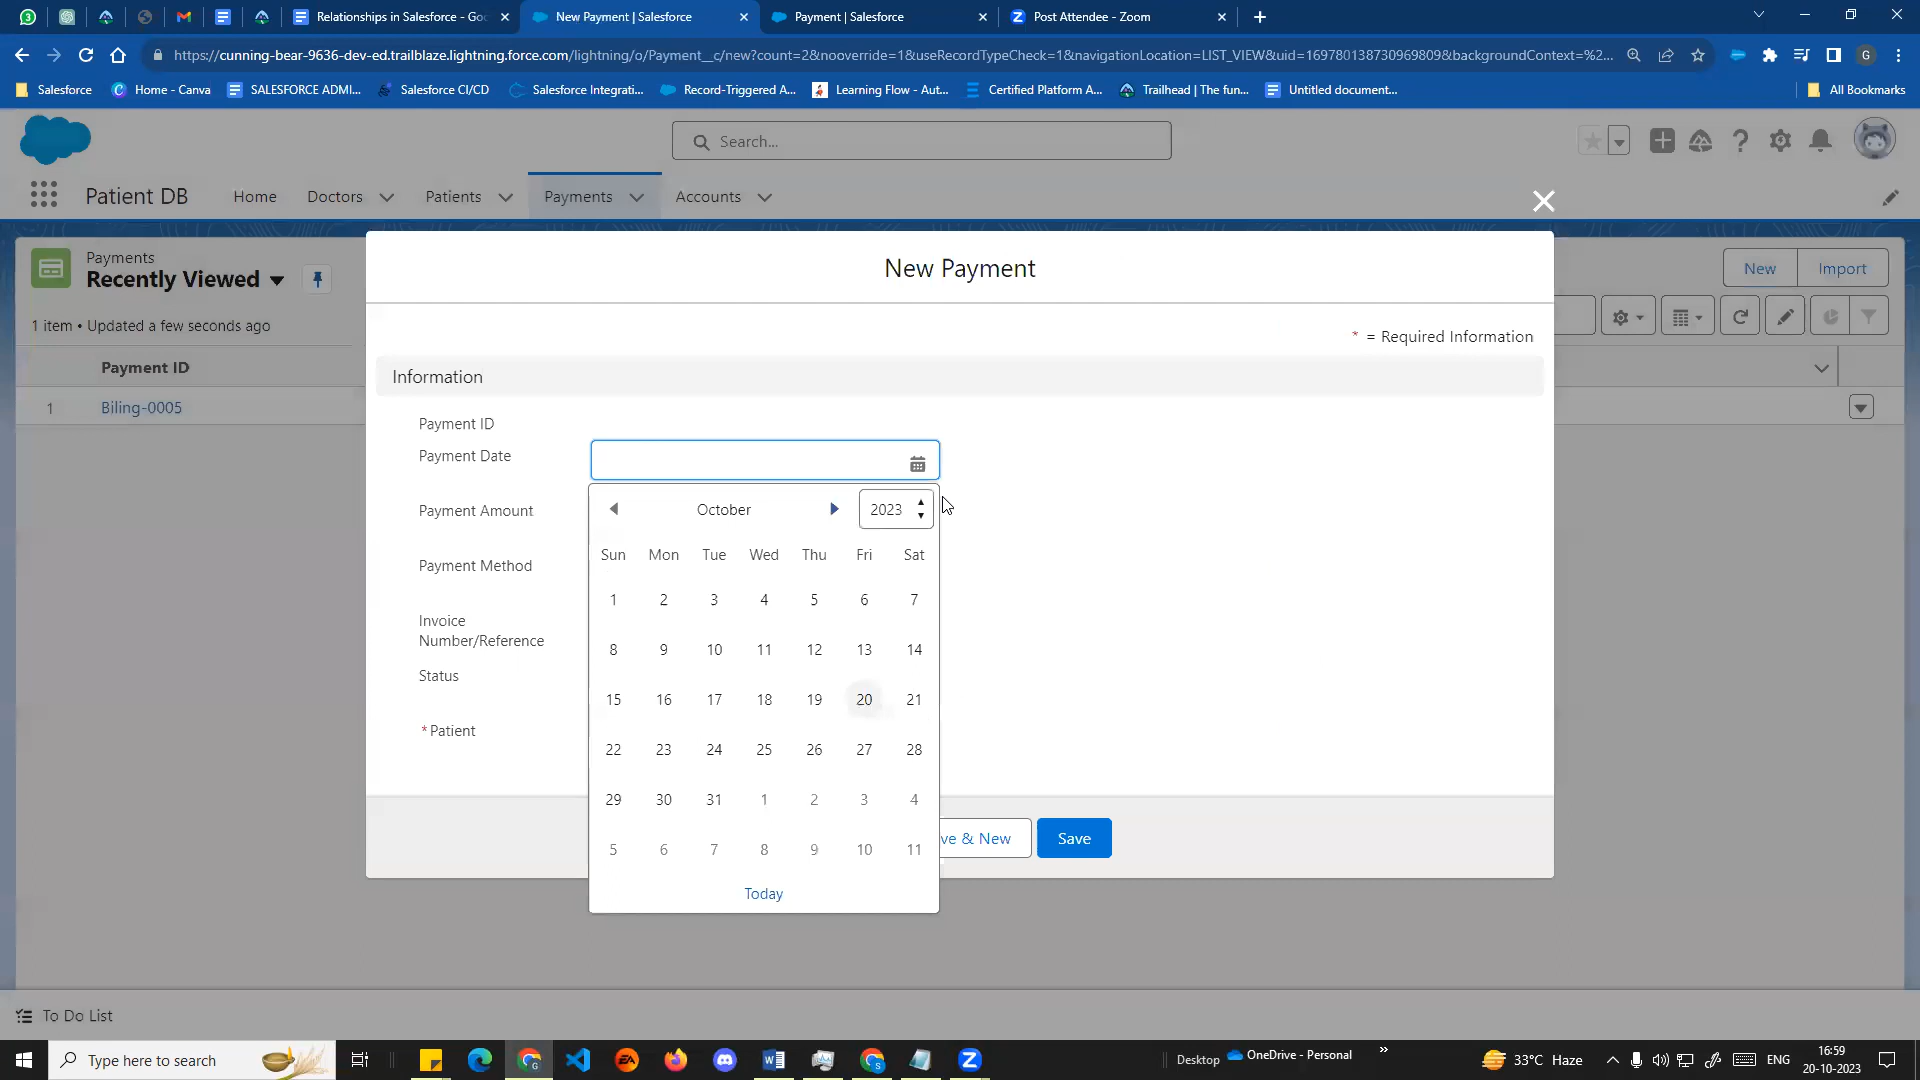 Relationships in Salesforce - Goo
New Payment | Salesforce
Payment | Salesforce
Post Attendee - Zoom
https://cunning-bear-9636-dev-ed.trailblaze.lightning.force.com/lightning/o/Payment__c/new?count=2&nooverride=1&useRecordTypeCheck=1&navigationLocation=LIST_VIEW&uid=169780138730969809&backgroundContext=%2...
G
Salesforce
Home - Canva
SALESFORCE ADMI...
Salesforce CI/CD
Salesforce Integrati...
Record-Triggered A...
Learning Flow - Aut...
Certified Platform A...
Trailhead | The fun...
Untitled document...
All Bookmarks
Search...
Patient DB
Home
Doctors
Patients
Payments
Accounts
Payments
Recently Viewed
New
Import
1 item • Updated a few seconds ago
Payment ID
1 Biling-0005
New Payment
* = Required Information
Information
Payment ID
Payment Date
Payment Amount
Payment Method
Invoice
Number/Reference
Status
*Patient
October 2023
Sun Mon Tue Wed Thu Fri Sat
1 2 3 4 5 6 7
8 9 10 11 12 13 14
15 16 17 18 19 20 21
22 23 24 25 26 27 28
29 30 31 1 2 3 4
5 6 7 8 9 10 11
Today
ve & New
Save
To Do List
Type here to search
Desktop
OneDrive - Personal
33°C Haze
ENG
16:59
20-10-2023